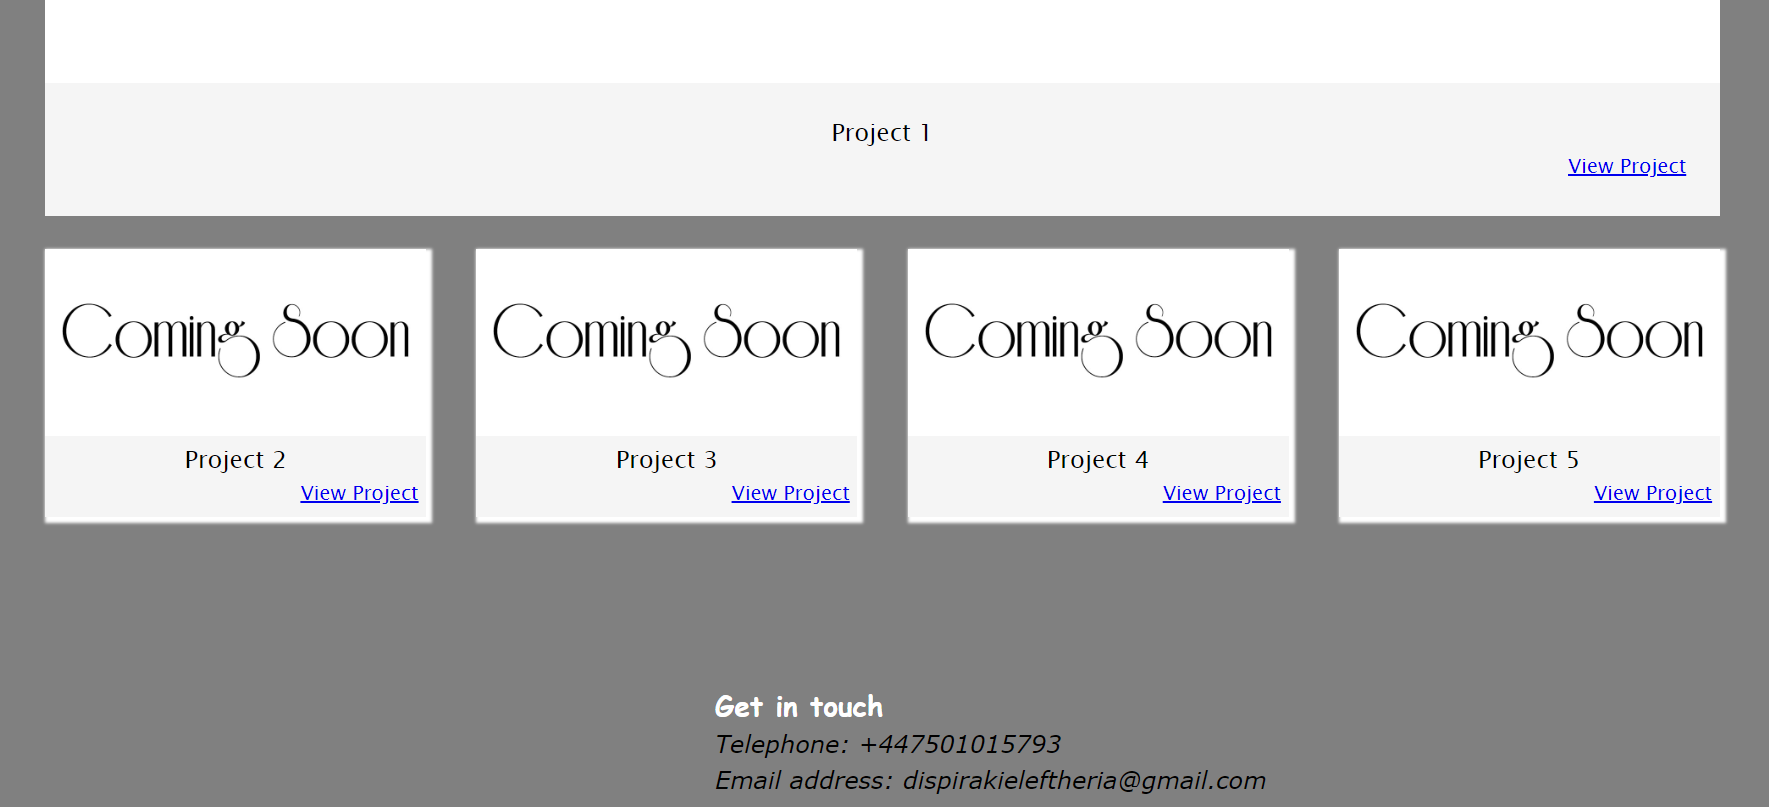 Project 1
View Project
Coming Soon
Project 2
View Project
Coming Soon
Project 3
View Project
Coming Soon
Project 4
View Project
Coming Soon
Project 5
View Project
Get in touch
Telephone: +447501015793
Email address: dispirakieleftheria@gmail.com